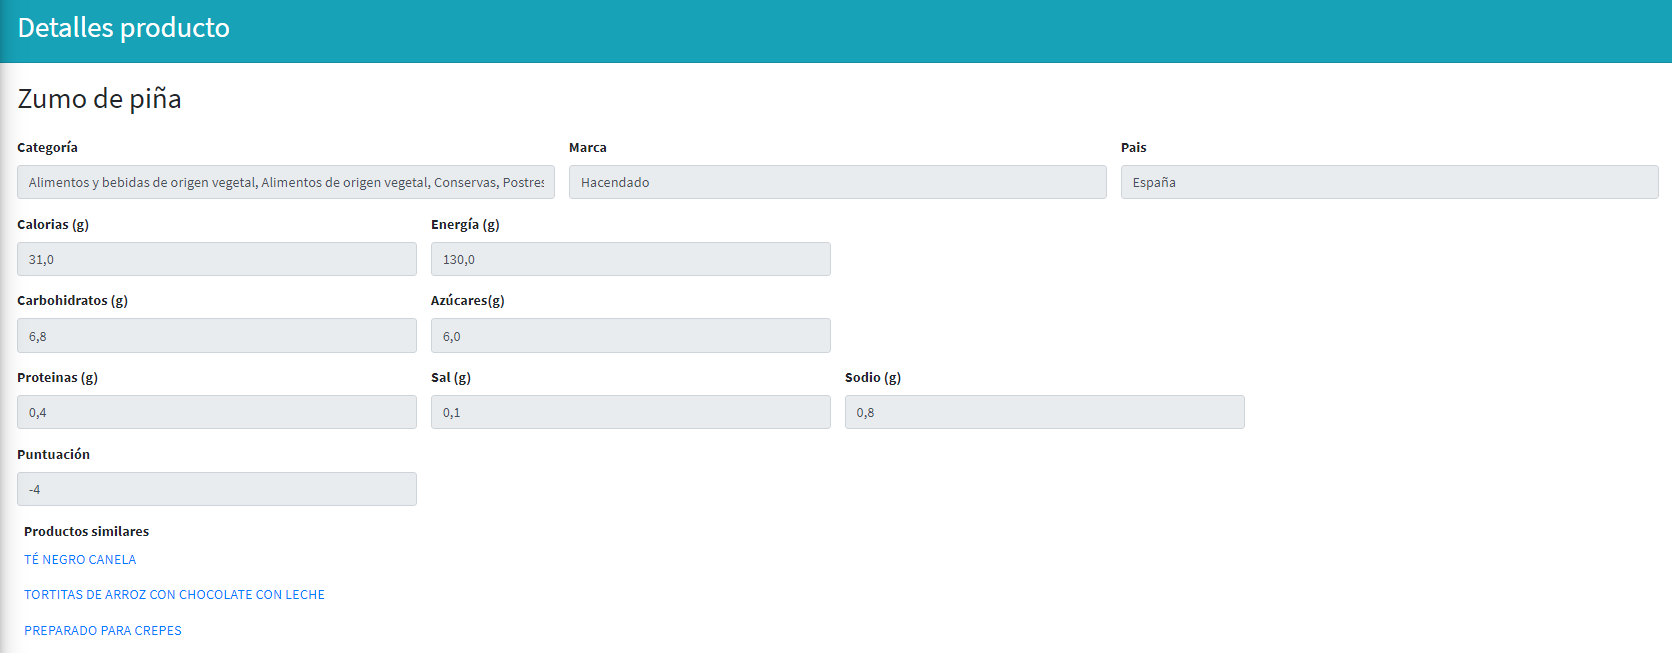 Detalles producto
Zumo de piña
Categoría Marca Pais
Alimentos y bebidas de origen vegetal, Alimentos de origen vegetal, Conservas, Postres Hacendado España
Calorias (g) Energía (g)
31,0 130,0
Carbohidratos (g) Azúcares(g)
6,8 6,0
Proteinas (g) Sal (g) Sodio (g)
0,4 0,1 0,8
Puntuación
-4
Productos similares
TÉ NEGRO CANELA
TORTITAS DE ARROZ CON CHOCOLATE CON LECHE
PREPARADO PARA CREPES